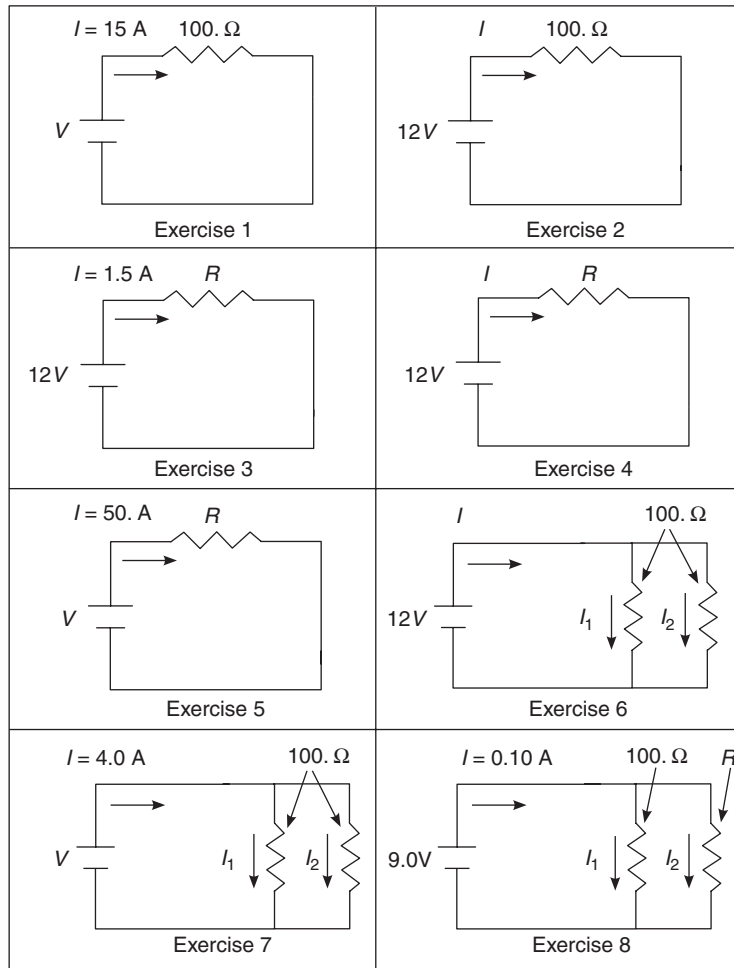 I = 15 A 100. Ω
V
Exercise 1
I 100. Ω
12V
Exercise 2
I = 1.5 A R
12V
Exercise 3
I R
12V
Exercise 4
I = 50. A R
V
Exercise 5
I 100. Ω
12V I₁ I₂
Exercise 6
I = 4.0 A 100. Ω
V I₁ I₂
Exercise 7
I = 0.10 A 100. Ω R
9.0V I₁ I₂
Exercise 8